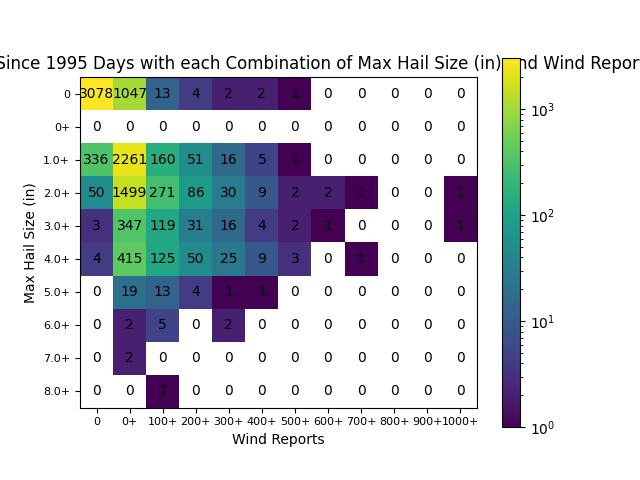 Since 1995 Days with each Combination of Max Hail Size (in) and Wind Repor
0 3078 1047 13 4 2 2 1 0 0 0 0 0
0+ 0 0 0 0 0 0 0 0 0 0 0 0
1.0+ 336 2261 160 51 16 5 1 0 0 0 0 0
2.0+ 50 1499 271 86 30 9 2 2 1 0 0 1
3.0+ 3 347 119 31 16 4 2 1 0 0 0 1
4.0+ 4 415 125 50 25 9 3 0 1 0 0 0
5.0+ 0 19 13 4 1 1 0 0 0 0 0 0
6.0+ 0 2 5 0 2 0 0 0 0 0 0 0
7.0+ 0 2 0 0 0 0 0 0 0 0 0 0
8.0+ 0 0 1 0 0 0 0 0 0 0 0 0
0 0+ 100+ 200+ 300+ 400+ 500+ 600+ 700+ 800+ 900+ 1000+
Wind Reports
Max Hail Size (in)
10³
10²
10¹
10⁰